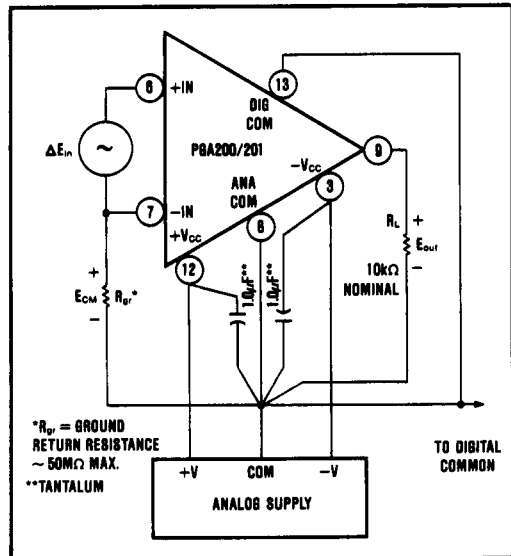 13
+IN
DIG
COM
ΔEin
~
PGA200/201
9
-VCC
3
7
-IN
ANA
COM
+VCC
12
1.0μF**
1.0μF**
RL
+
Eout
-
10kΩ
NOMINAL
+
ECM
-
Rgr*
*Rgr = GROUND
RETURN RESISTANCE
~ 50MΩ MAX.
**TANTALUM
TO DIGITAL
COMMON
+V COM -V
ANALOG SUPPLY